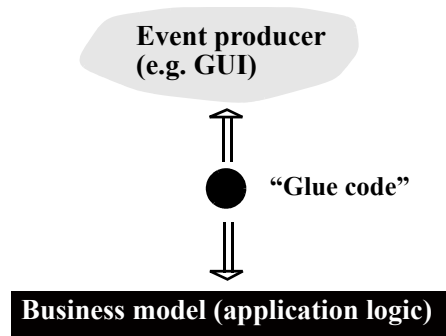 Event producer
(e.g. GUI)
“Glue code”
Business model (application logic)